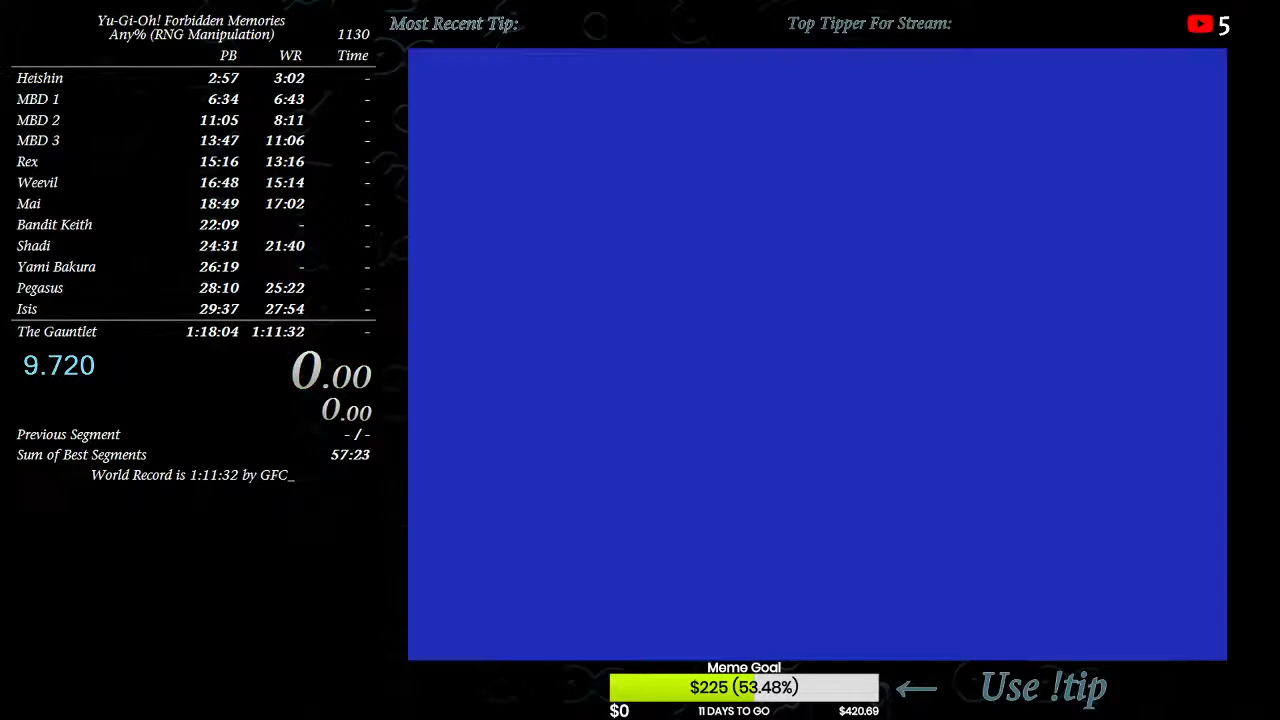 Yu-Gi-Oh! Forbidden Memories
Any% (RNG Manipulation) 1130
PB WR Time
Heishin 2:57 3:02 -
MBD 1 6:34 6:43 -
MBD 2 11:05 8:11 -
MBD 3 13:47 11:06 -
Rex 15:16 13:16 -
Weevil 16:48 15:14 -
Mai 18:49 17:02 -
Bandit Keith 22:09 - -
Shadi 24:31 21:40 -
Yami Bakura 26:19 - -
Pegasus 28:10 25:22 -
Isis 29:37 27:54 -
The Gauntlet 1:18:04 1:11:32 -
9.720 0.00
0.00
Previous Segment - / -
Sum of Best Segments 57:23
World Record is 1:11:32 by GFC_
Most Recent Tip: Top Tipper For Stream: 5
Meme Goal
$225 (53.48%)
$0 11 DAYS TO GO $420.69
← Use !tip